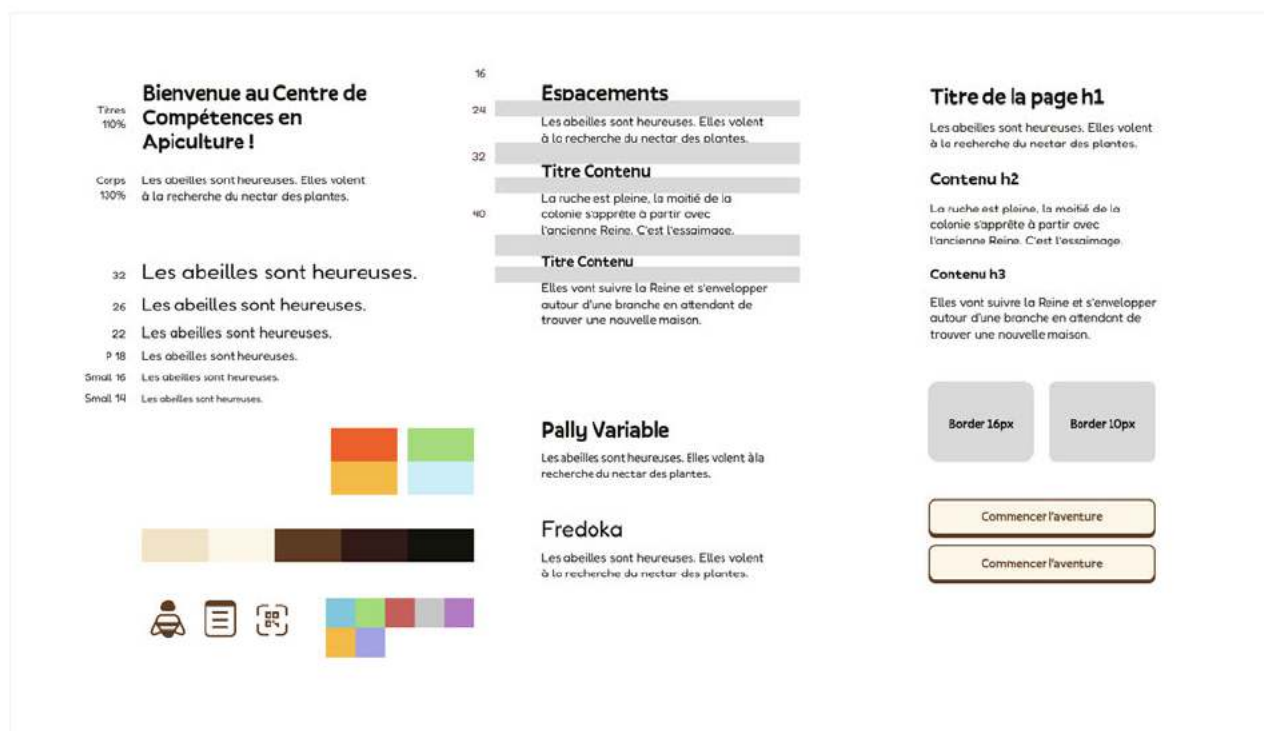 Titres
110%
Bienvenue au Centre de
Compétences en
Apiculture !
Corps
130%
Les abeilles sont heureuses. Elles volent
à la recherche du nectar des plantes.
32
Les abeilles sont heureuses.
26
Les abeilles sont heureuses.
22
Les abeilles sont heureuses.
P 18
Les abeilles sont heureuses.
Small 16
Les abeilles sont heureuses.
Small 14
Les abeilles sont heureuses.
16
24
32
40
Espacements
Les abeilles sont heureuses. Elles volent
à la recherche du nectar des plantes.
Titre Contenu
La ruche est pleine, la moitié de la
colonie s'apprête à partir avec
l'ancienne Reine. C'est l'essaimage.
Titre Contenu
Elles vont suivre la Reine et s'envelopper
autour d'une branche en attendant de
trouver une nouvelle maison.
Pally Variable
Les abeilles sont heureuses. Elles volent à la
recherche du nectar des plantes.
Fredoka
Les abeilles sont heureuses. Elles volent
à la recherche du nectar des plantes.
Titre de la page h1
Les abeilles sont heureuses. Elles volent
à la recherche du nectar des plantes.
Contenu h2
La ruche est pleine, la moitié de la
colonie s'apprête à partir avec
l'ancienne Reine. C'est l'essaimage.
Contenu h3
Elles vont suivre la Reine et s'envelopper
autour d'une branche en attendant de
trouver une nouvelle maison.
Border 16px
Border 10px
Commencer l'aventure
Commencer l'aventure